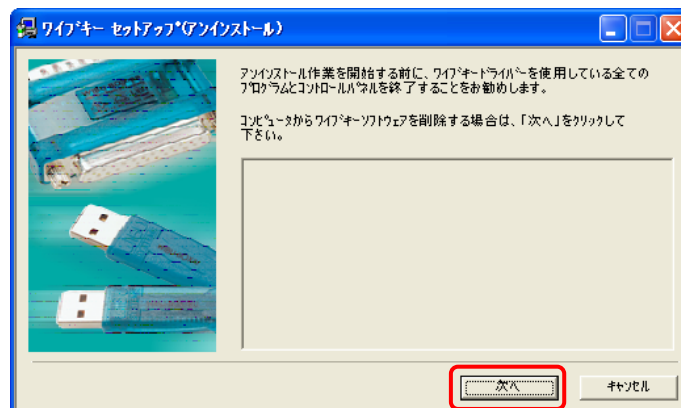 ワイプキー セットアップ(アンインストール)
アンインストール作業を開始する前に、ワイプキードライバーを使用している全ての
プログラムとコントロールパネルを終了することをお勧めします。
コンピュータからワイプキーソフトウェアを削除する場合は、「次へ」をクリックして
下さい。
次へ
キャンセル